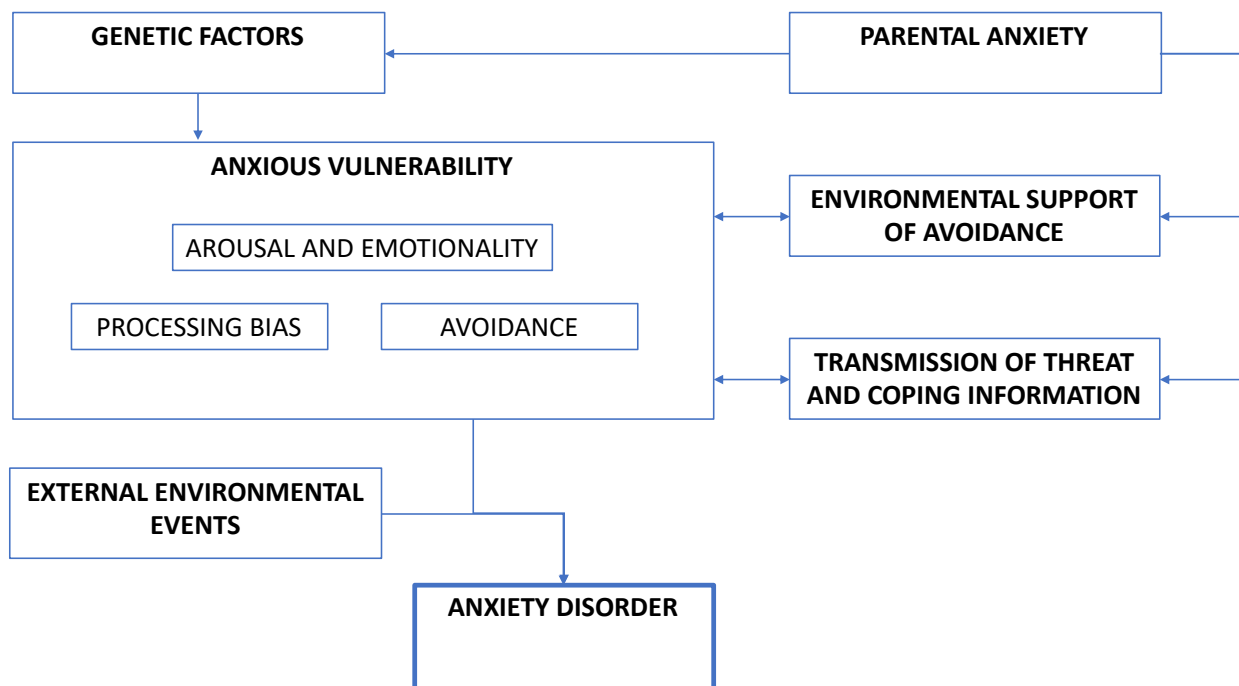 GENETIC FACTORS
PARENTAL ANXIETY
ANXIOUS VULNERABILITY
AROUSAL AND EMOTIONALITY
PROCESSING BIAS
AVOIDANCE
ENVIRONMENTAL SUPPORT
OF AVOIDANCE
TRANSMISSION OF THREAT
AND COPING INFORMATION
EXTERNAL ENVIRONMENTAL
EVENTS
ANXIETY DISORDER